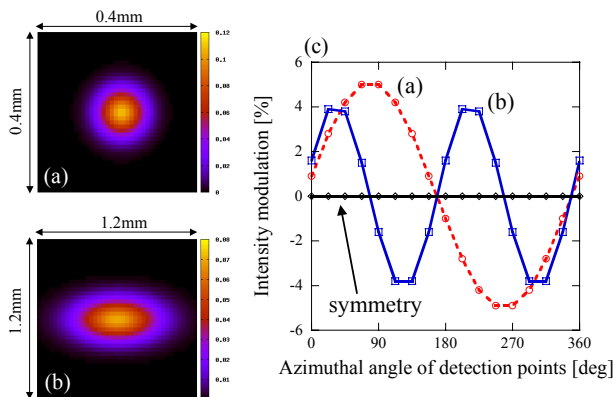 0.4mm
0.4mm
(a)
0.12
0.10
0.08
0.06
0.04
0.02
0
1.2mm
1.2mm
(b)
0.08
0.07
0.06
0.05
0.04
0.03
0.02
0.01
(c)
(a)
(b)
symmetry
Intensity modulation [%]
6
4
2
0
-2
-4
-6
0 90 180 270 360
Azimuthal angle of detection points [deg]